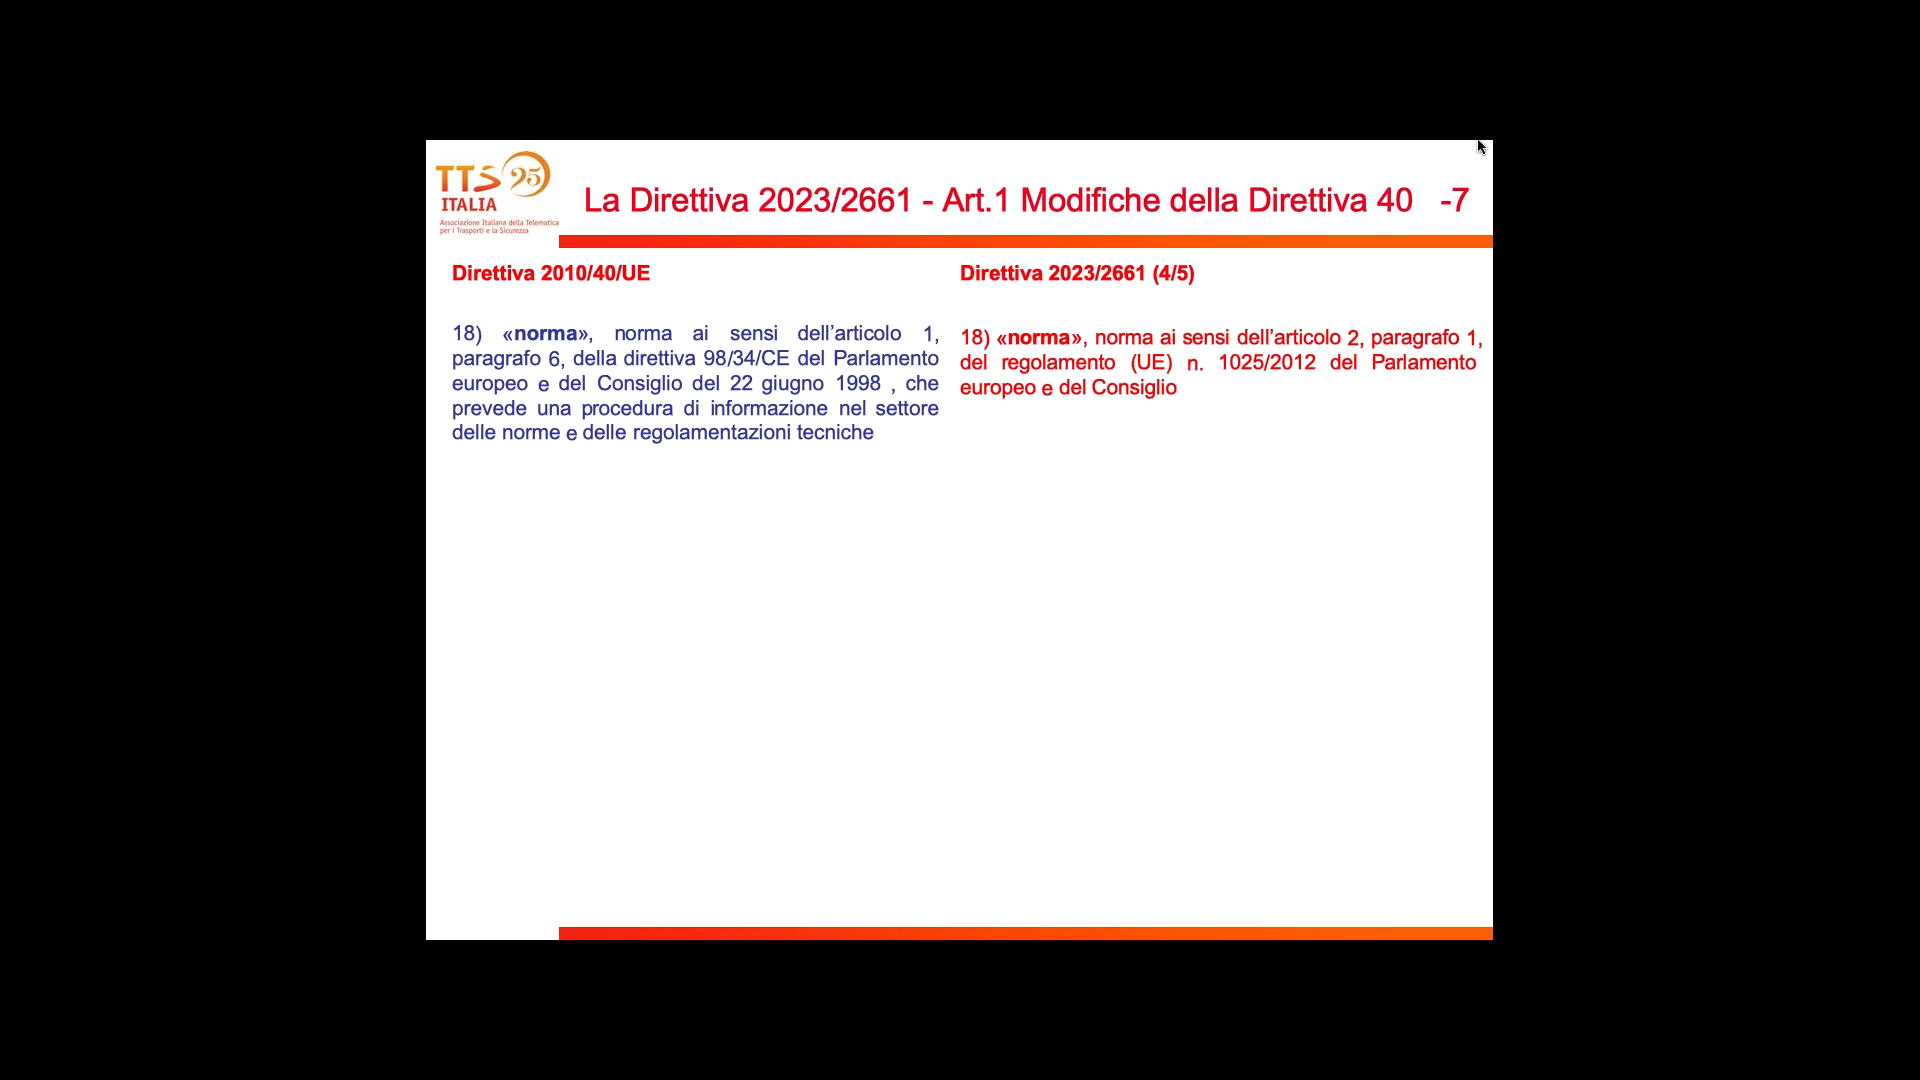 TTS 25
ITALIA
Associazione Italiana della Telematica
per i Trasporti e la Sicurezza
La Direttiva 2023/2661 - Art.1 Modifiche della Direttiva 40 -7
Direttiva 2010/40/UE
18) «norma», norma ai sensi dell’articolo 1,
paragrafo 6, della direttiva 98/34/CE del Parlamento
europeo e del Consiglio del 22 giugno 1998 , che
prevede una procedura di informazione nel settore
delle norme e delle regolamentazioni tecniche
Direttiva 2023/2661 (4/5)
18) «norma», norma ai sensi dell’articolo 2, paragrafo 1,
del regolamento (UE) n. 1025/2012 del Parlamento
europeo e del Consiglio